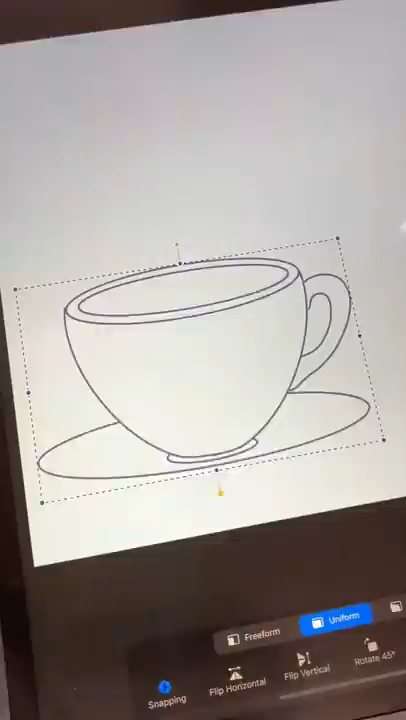 Freeform
Uniform
Snapping
Flip Horizontal
Flip Vertical
Rotate 45°